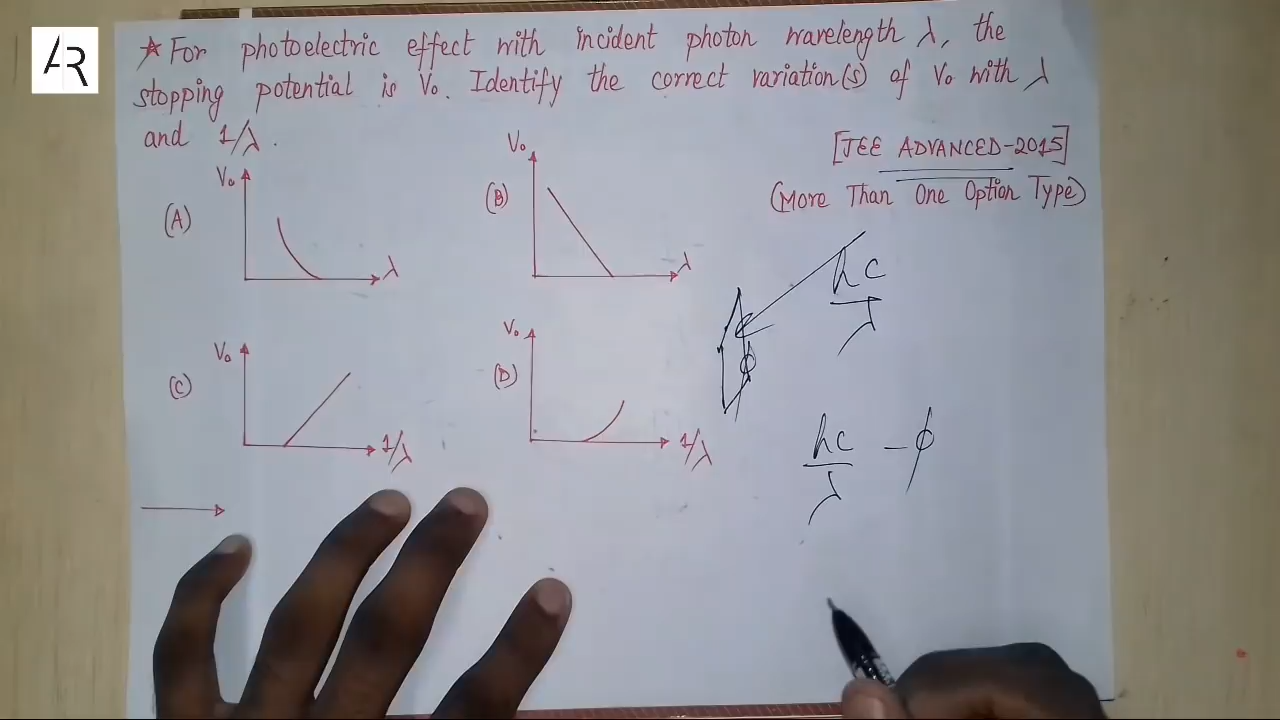 AR
☆ For photoelectric effect with incident photon wavelength λ, the
stopping potential is V₀. Identify the correct variation(s) of V₀ with λ
and 1/λ.
[JEE ADVANCED-2015]
(More Than One Option Type)
(A) V₀ λ
(B) V₀ λ
(C) V₀ 1/λ
(D) V₀ 1/λ
hc/λ
ϕ
hc/λ - ϕ